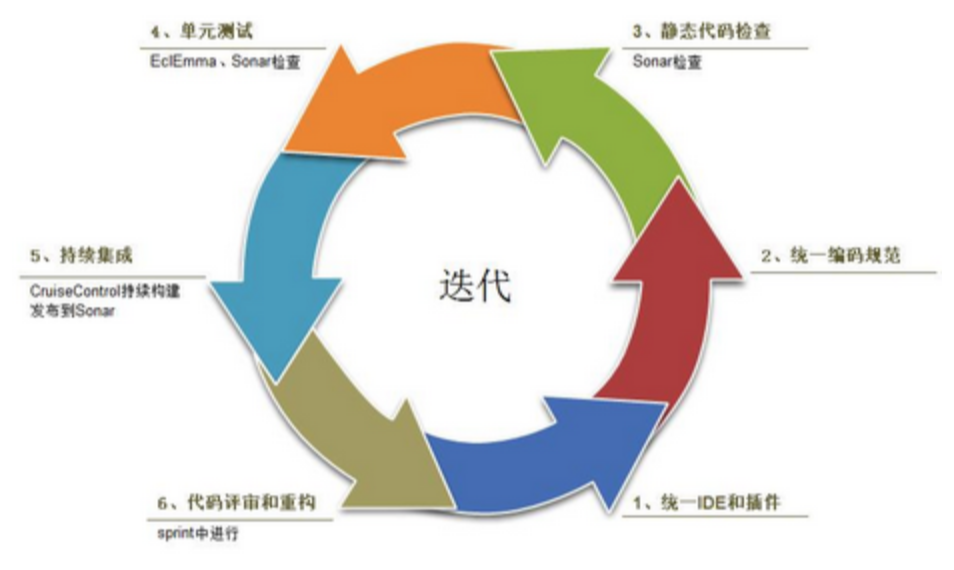 4、单元测试
EclEmma、Sonar检查
3、静态代码检查
Sonar检查
5、持续集成
CruiseControl持续构建
发布到Sonar
迭代
2、统一编码规范
6、代码评审和重构
sprint中进行
1、统一IDE和插件